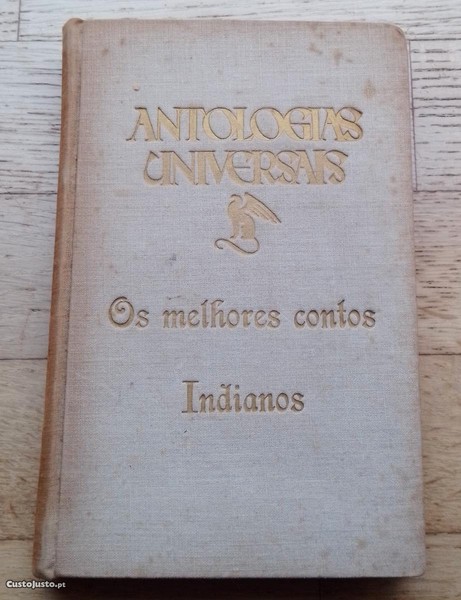 ANTOLOGIAS
UNIVERSAIS
Os melhores contos
Indianos
CustoJusto.pt